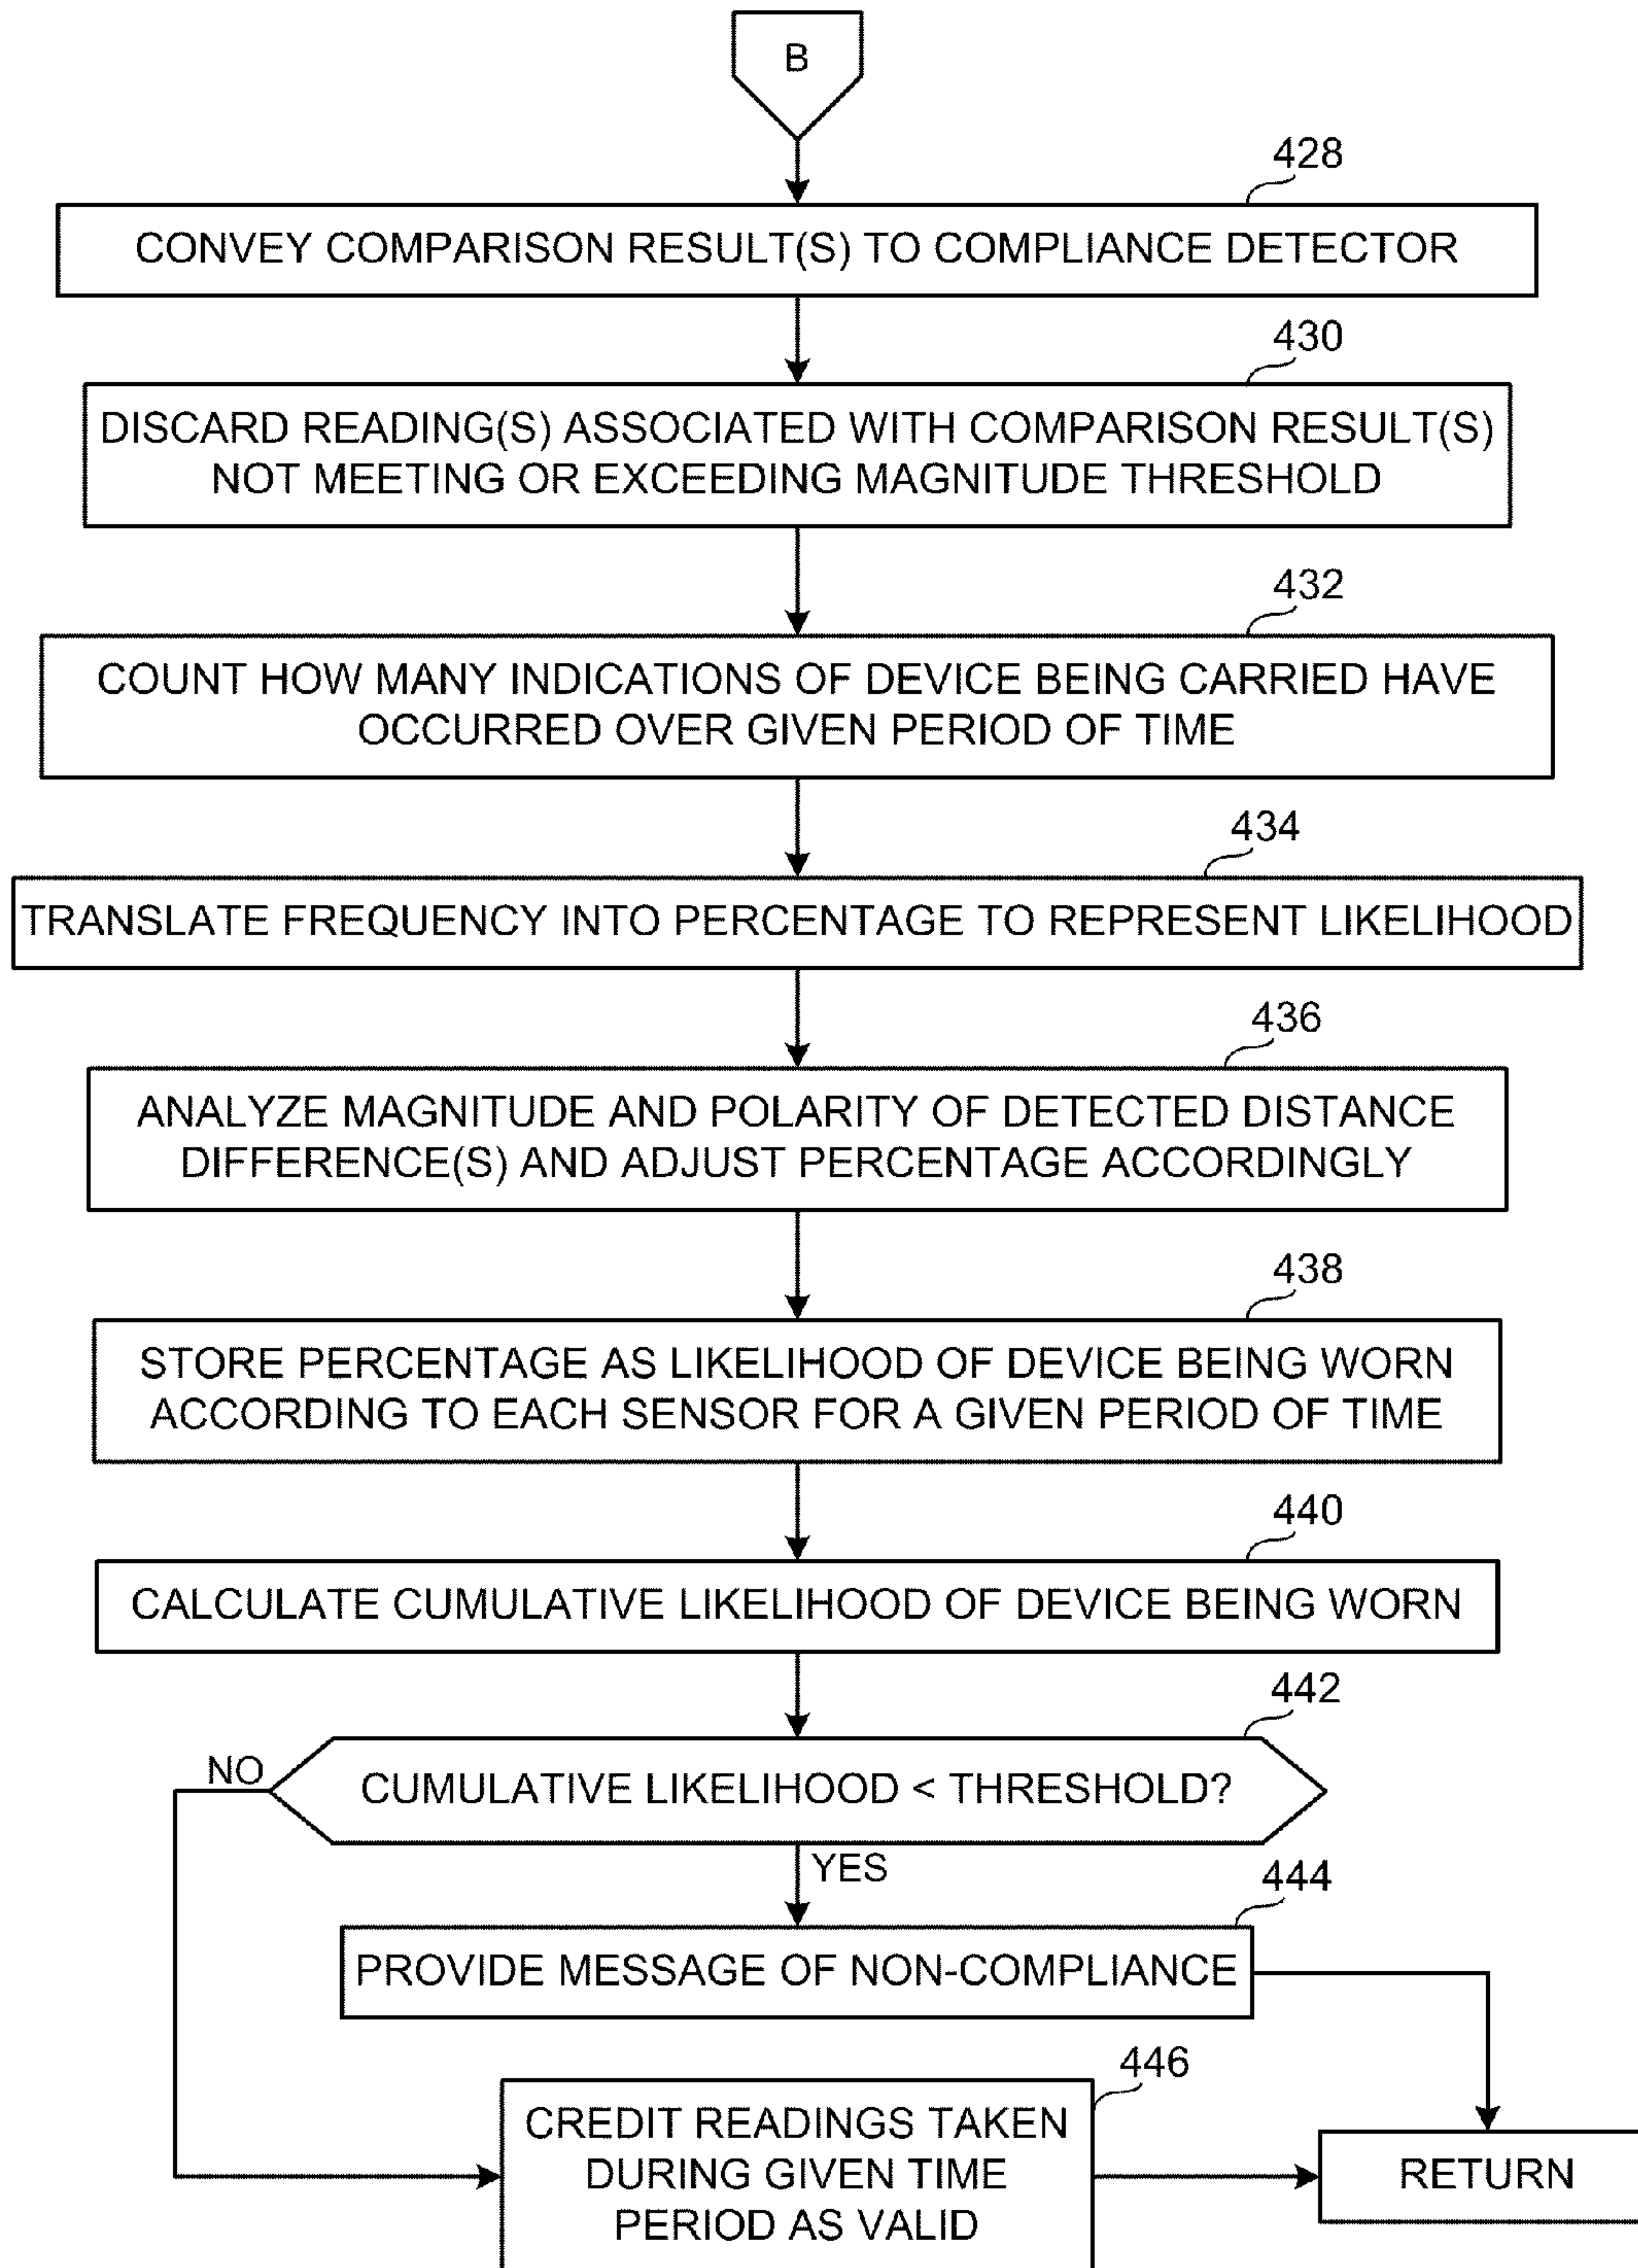 B
428
CONVEY COMPARISON RESULT(S) TO COMPLIANCE DETECTOR
430
DISCARD READING(S) ASSOCIATED WITH COMPARISON RESULT(S)
NOT MEETING OR EXCEEDING MAGNITUDE THRESHOLD
432
COUNT HOW MANY INDICATIONS OF DEVICE BEING CARRIED HAVE
OCCURRED OVER GIVEN PERIOD OF TIME
434
TRANSLATE FREQUENCY INTO PERCENTAGE TO REPRESENT LIKELIHOOD
436
ANALYZE MAGNITUDE AND POLARITY OF DETECTED DISTANCE
DIFFERENCE(S) AND ADJUST PERCENTAGE ACCORDINGLY
438
STORE PERCENTAGE AS LIKELIHOOD OF DEVICE BEING WORN
ACCORDING TO EACH SENSOR FOR A GIVEN PERIOD OF TIME
440
CALCULATE CUMULATIVE LIKELIHOOD OF DEVICE BEING WORN
442
CUMULATIVE LIKELIHOOD < THRESHOLD?
NO
YES
444
PROVIDE MESSAGE OF NON-COMPLIANCE
446
CREDIT READINGS TAKEN
DURING GIVEN TIME
PERIOD AS VALID
RETURN